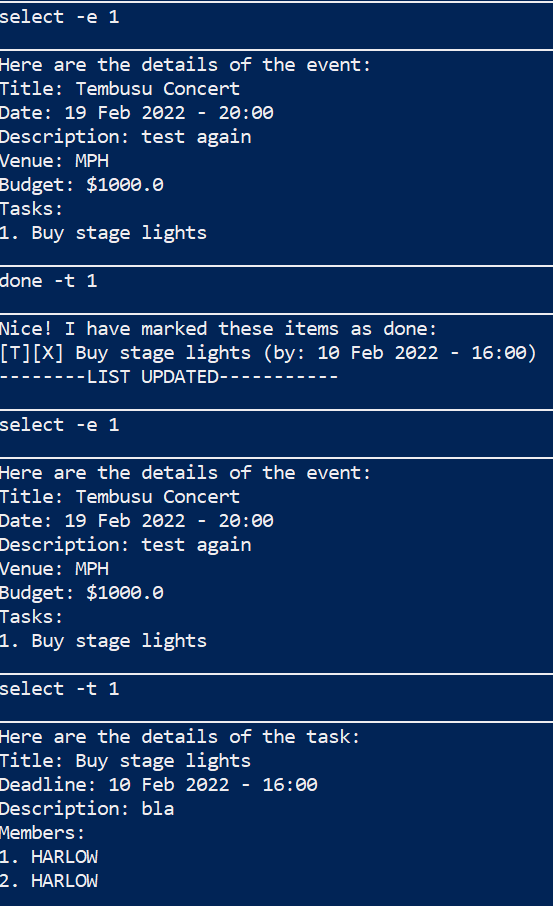 select -e 1
Here are the details of the event:
Title: Tembusu Concert
Date: 19 Feb 2022 - 20:00
Description: test again
Venue: MPH
Budget: $1000.0
Tasks:
1. Buy stage lights
done -t 1
Nice! I have marked these items as done:
[T][X] Buy stage lights (by: 10 Feb 2022 - 16:00)
--------LIST UPDATED-----------
select -e 1
Here are the details of the event:
Title: Tembusu Concert
Date: 19 Feb 2022 - 20:00
Description: test again
Venue: MPH
Budget: $1000.0
Tasks:
1. Buy stage lights
select -t 1
Here are the details of the task:
Title: Buy stage lights
Deadline: 10 Feb 2022 - 16:00
Description: bla
Members:
1. HARLOW
2. HARLOW